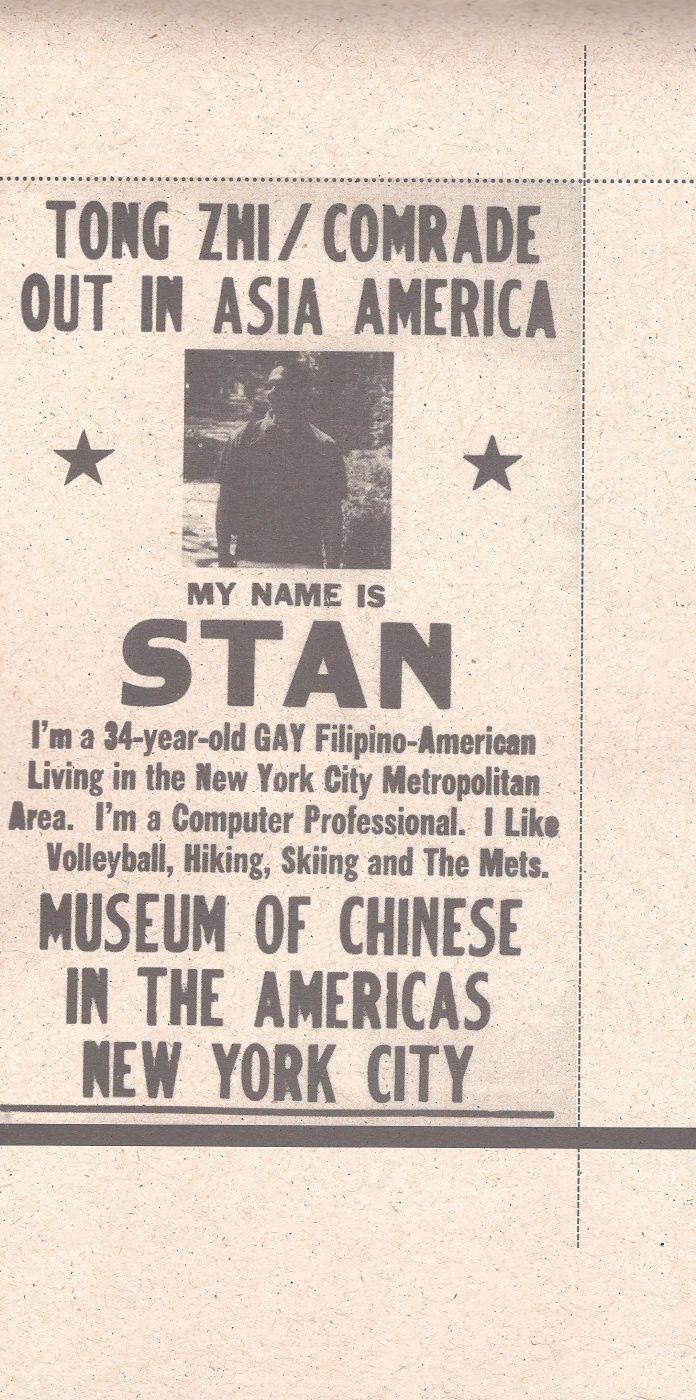 TONG ZHI/COMRADE
OUT IN ASIA AMERICA
MY NAME IS
STAN
I'm a 34-year-old GAY Filipino-American
Living in the New York City Metropolitan
Area. I'm a Computer Professional. I Like
Volleyball, Hiking, Skiing and The Mets.
MUSEUM OF CHINESE
IN THE AMERICAS
NEW YORK CITY